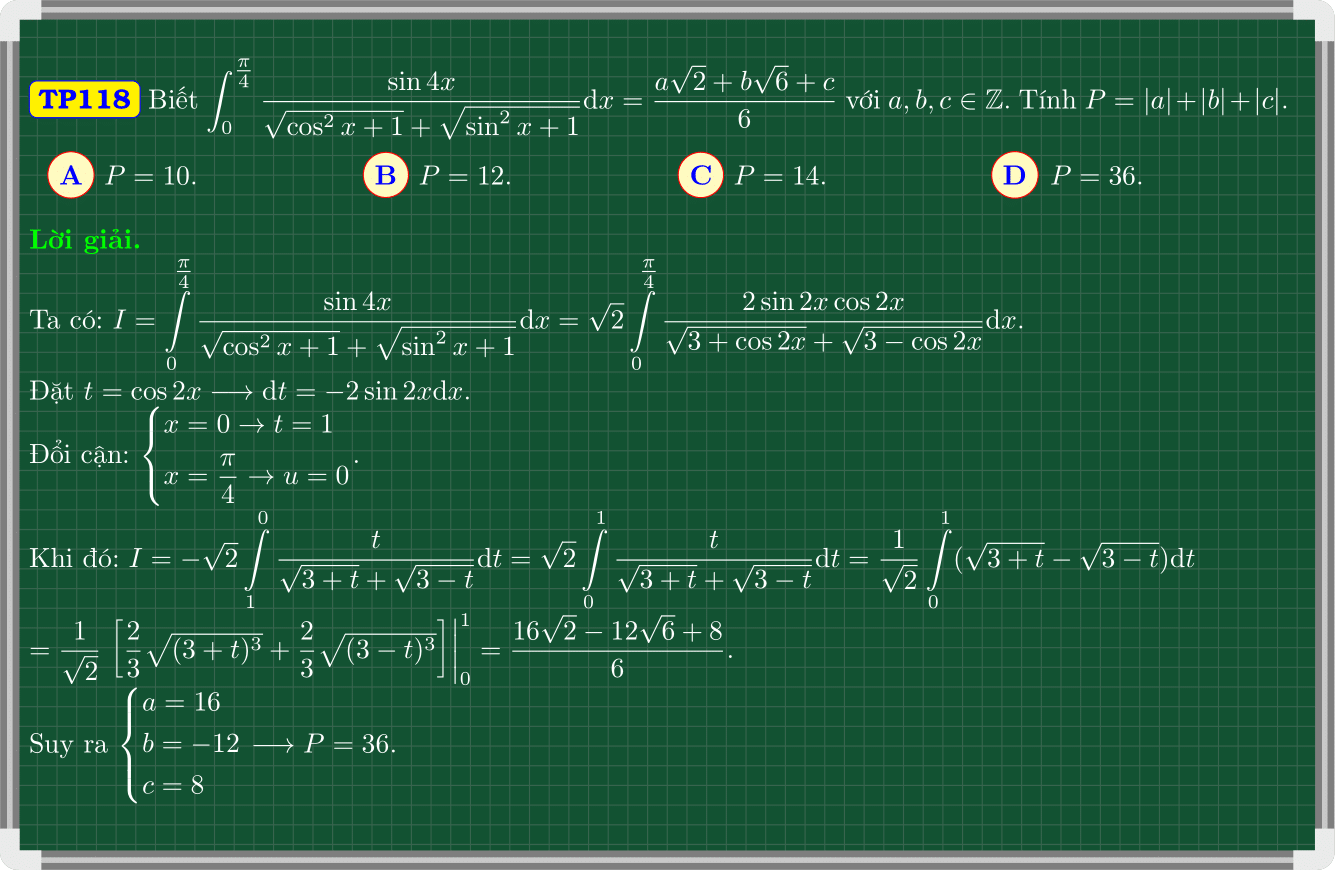 TP118 Biết $\int_0^{\frac{\pi}{4}} \frac{\sin 4x}{\sqrt{\cos^2 x + 1} + \sqrt{\sin^2 x + 1}} \mathrm{d}x = \frac{a\sqrt{2} + b\sqrt{6} + c}{6}$ với $a, b, c \in \mathbb{Z}$. Tính $P = |a| + |b| + |c|$.
A P = 10. B P = 12. C P = 14. D P = 36.
Lời giải.
Ta có: $I = \int\limits_0^{\frac{\pi}{4}} \frac{\sin 4x}{\sqrt{\cos^2 x + 1} + \sqrt{\sin^2 x + 1}} \mathrm{d}x = \sqrt{2} \int\limits_0^{\frac{\pi}{4}} \frac{2 \sin 2x \cos 2x}{\sqrt{3 + \cos 2x} + \sqrt{3 - \cos 2x}} \mathrm{d}x.$
Đặt $t = \cos 2x \longrightarrow \mathrm{d}t = -2 \sin 2x \mathrm{d}x.$
Đổi cận: $\begin{cases} x = 0 \to t = 1 \\ x = \frac{\pi}{4} \to u = 0 \end{cases}.$
Khi đó: $I = -\sqrt{2} \int\limits_1^0 \frac{t}{\sqrt{3 + t} + \sqrt{3 - t}} \mathrm{d}t = \sqrt{2} \int\limits_0^1 \frac{t}{\sqrt{3 + t} + \sqrt{3 - t}} \mathrm{d}t = \frac{1}{\sqrt{2}} \int\limits_0^1 (\sqrt{3 + t} - \sqrt{3 - t}) \mathrm{d}t$
$= \frac{1}{\sqrt{2}} \left[ \frac{2}{3} \sqrt{(3 + t)^3} + \frac{2}{3} \sqrt{(3 - t)^3} \right] \Big|_0^1 = \frac{16\sqrt{2} - 12\sqrt{6} + 8}{6}.$
Suy ra $\begin{cases} a = 16 \\ b = -12 \\ c = 8 \end{cases} \longrightarrow P = 36.$